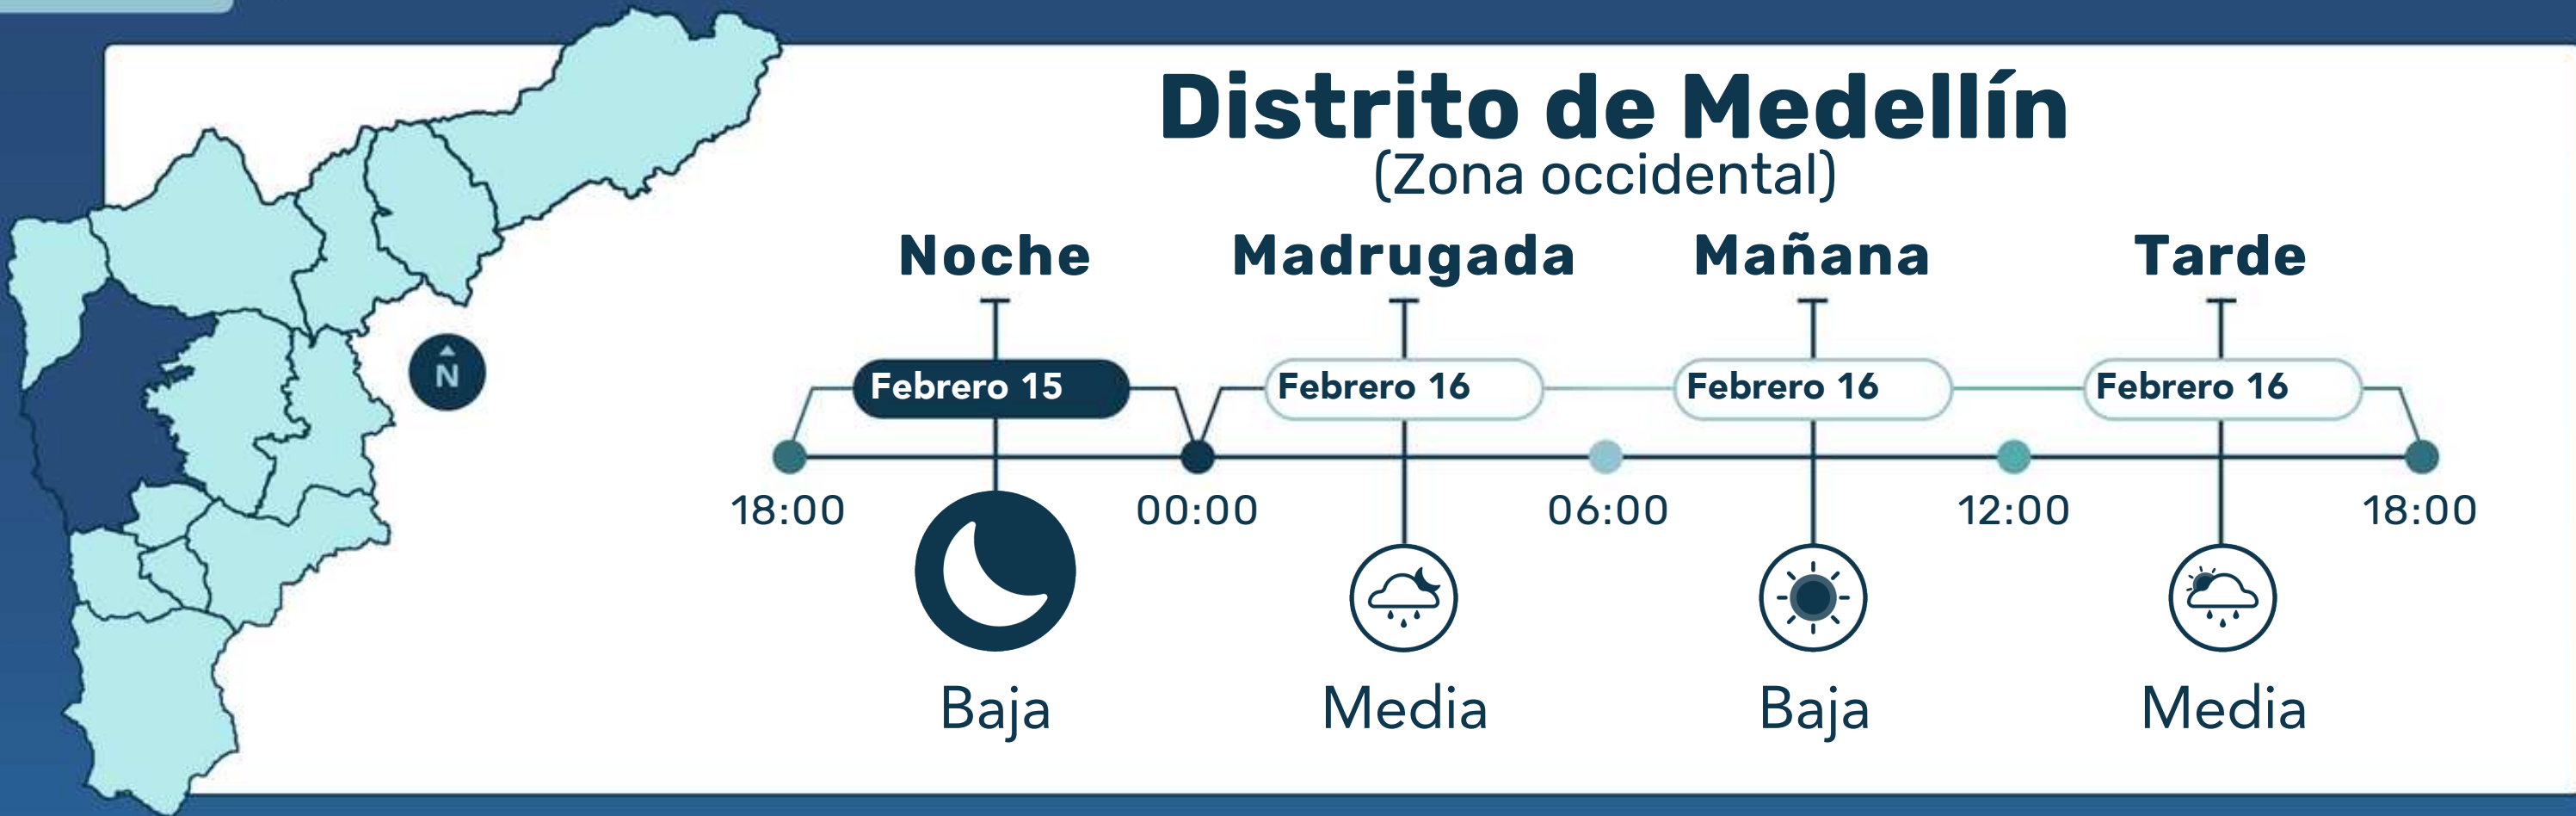 Distrito de Medellín
(Zona occidental)
Noche Madrugada Mañana Tarde
Febrero 15 Febrero 16 Febrero 16 Febrero 16
N
18:00 00:00 06:00 12:00 18:00
Baja Media Baja Media